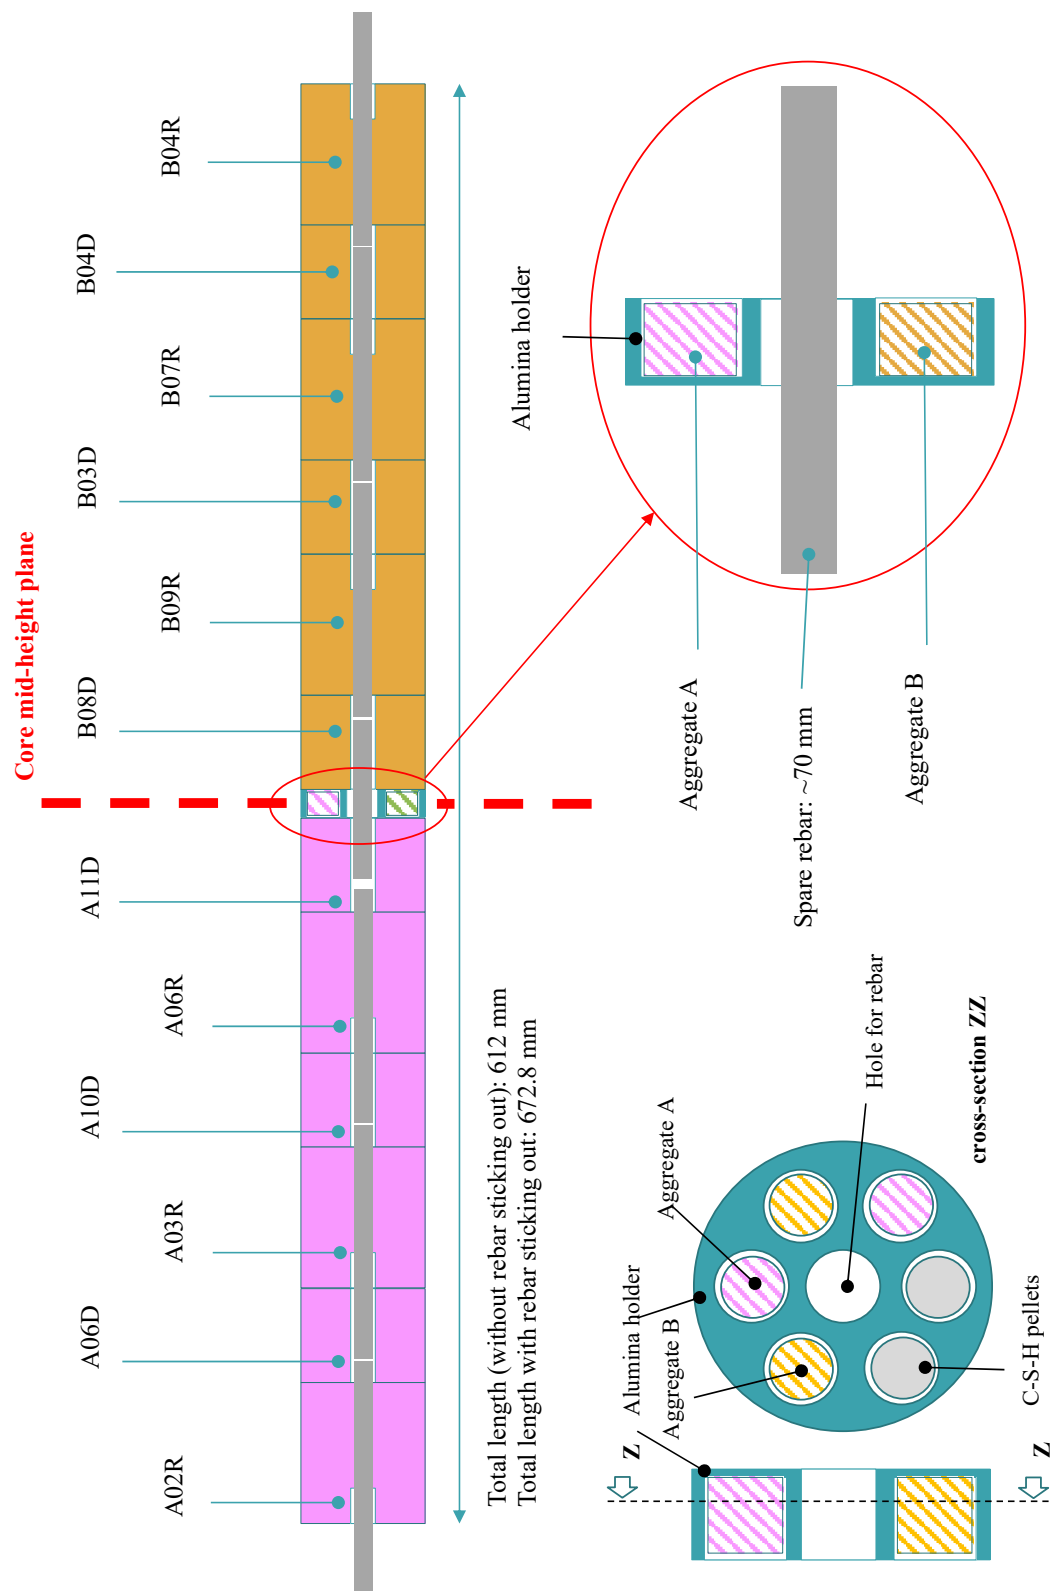 Core mid-height plane
A02R
A06D
A03R
A10D
A06R
A11D
B08D
B09R
B03D
B07R
B04D
B04R
Total length (without rebar sticking out): 612 mm
Total length with rebar sticking out: 672.8 mm
Alumina holder
Aggregate A
Spare rebar: ~70 mm
Aggregate B
Z
Z
Alumina holder
Aggregate B
Aggregate A
Hole for rebar
C-S-H pellets
cross-section ZZ